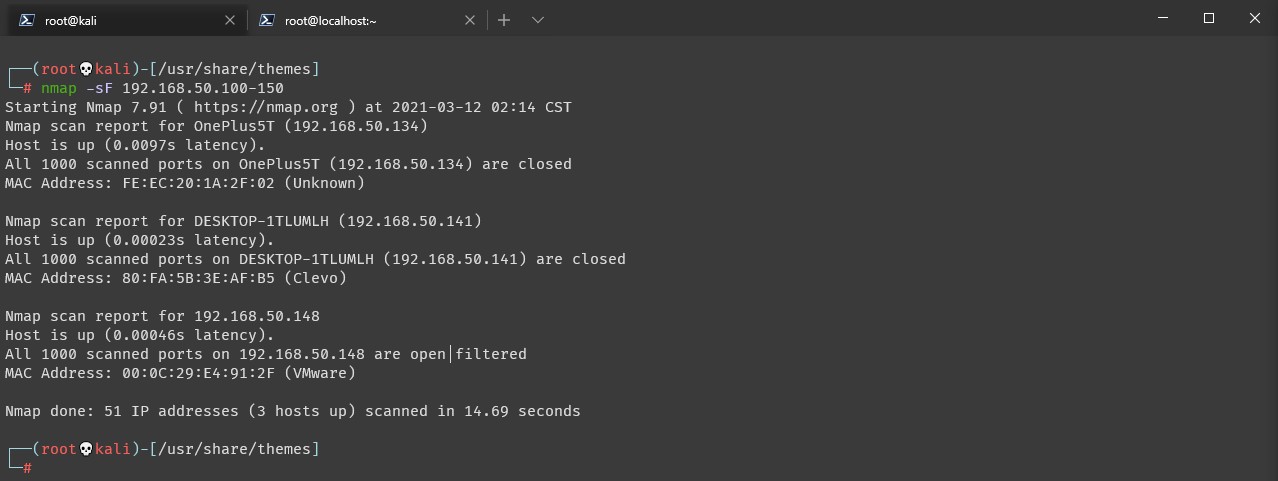 root@kali
root@localhost:~
┌──(root💀kali)-[/usr/share/themes]
└─# nmap -sF 192.168.50.100-150
Starting Nmap 7.91 ( https://nmap.org ) at 2021-03-12 02:14 CST
Nmap scan report for OnePlus5T (192.168.50.134)
Host is up (0.0097s latency).
All 1000 scanned ports on OnePlus5T (192.168.50.134) are closed
MAC Address: FE:EC:20:1A:2F:02 (Unknown)
Nmap scan report for DESKTOP-1TLUMLH (192.168.50.141)
Host is up (0.00023s latency).
All 1000 scanned ports on DESKTOP-1TLUMLH (192.168.50.141) are closed
MAC Address: 80:FA:5B:3E:AF:B5 (Clevo)
Nmap scan report for 192.168.50.148
Host is up (0.00046s latency).
All 1000 scanned ports on 192.168.50.148 are open|filtered
MAC Address: 00:0C:29:E4:91:2F (VMware)
Nmap done: 51 IP addresses (3 hosts up) scanned in 14.69 seconds
┌──(root💀kali)-[/usr/share/themes]
└─#